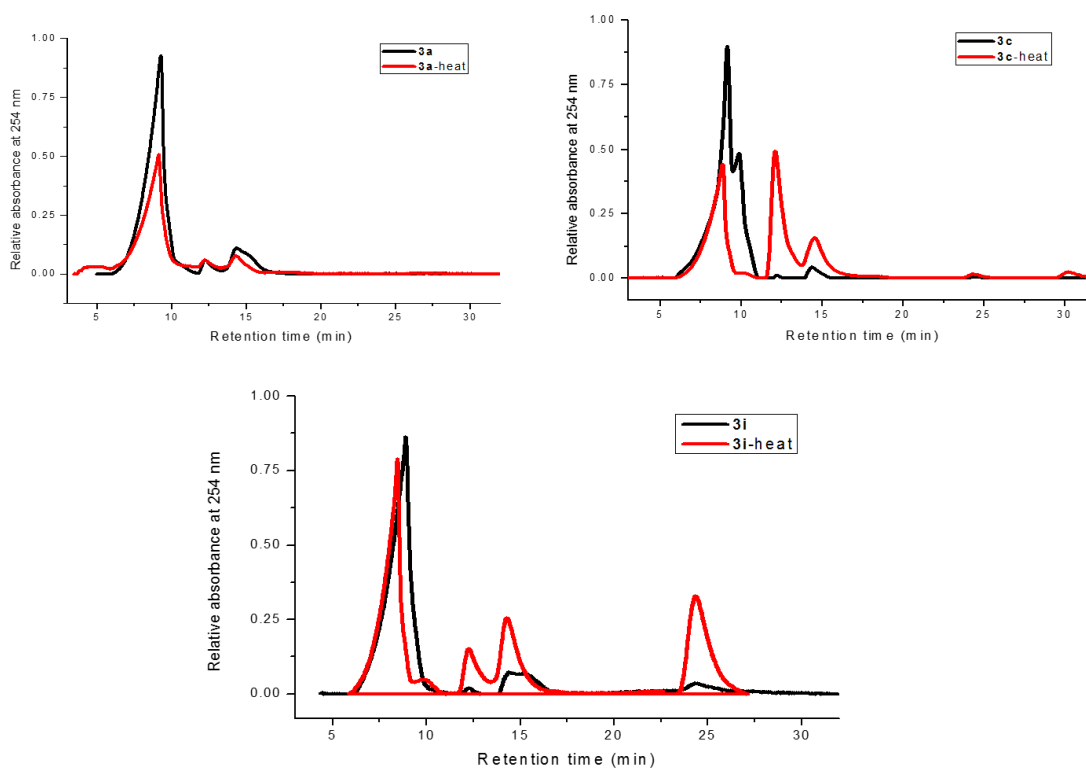 1.00
0.75
0.50
0.25
0.00
Relative absorbance at 254 nm
3a
3a-heat
5 10 15 20 25 30
Retention time (min)
1.00
0.75
0.50
0.25
0.00
Relative absorbance at 254 nm
3c
3c-heat
5 10 15 20 25 30
Retention time (min)
1.00
0.75
0.50
0.25
0.00
Relative absorbance at 254 nm
3i
3i-heat
5 10 15 20 25 30
Retention time (min)